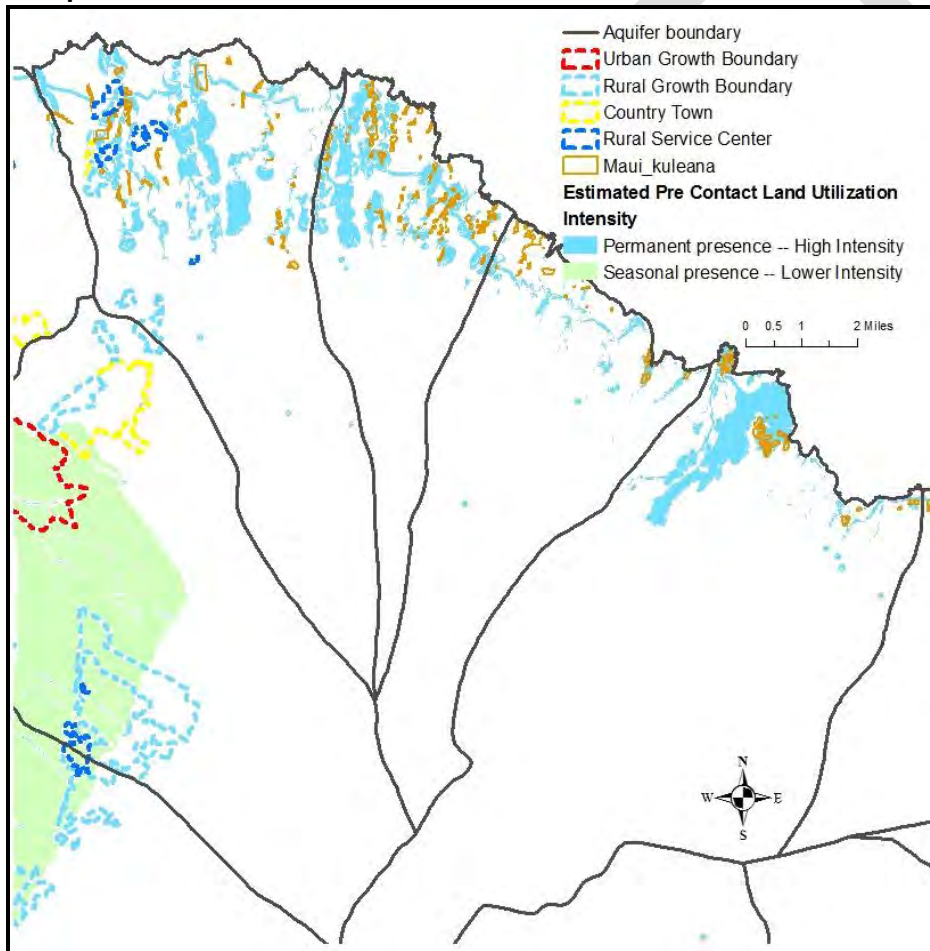 Aquifer boundary
Urban Growth Boundary
Rural Growth Boundary
Country Town
Rural Service Center
Maui_kuleana
Estimated Pre Contact Land Utilization
Intensity
Permanent presence -- High Intensity
Seasonal presence -- Lower Intensity
0 0.5 1 2 Miles
N
W E
S